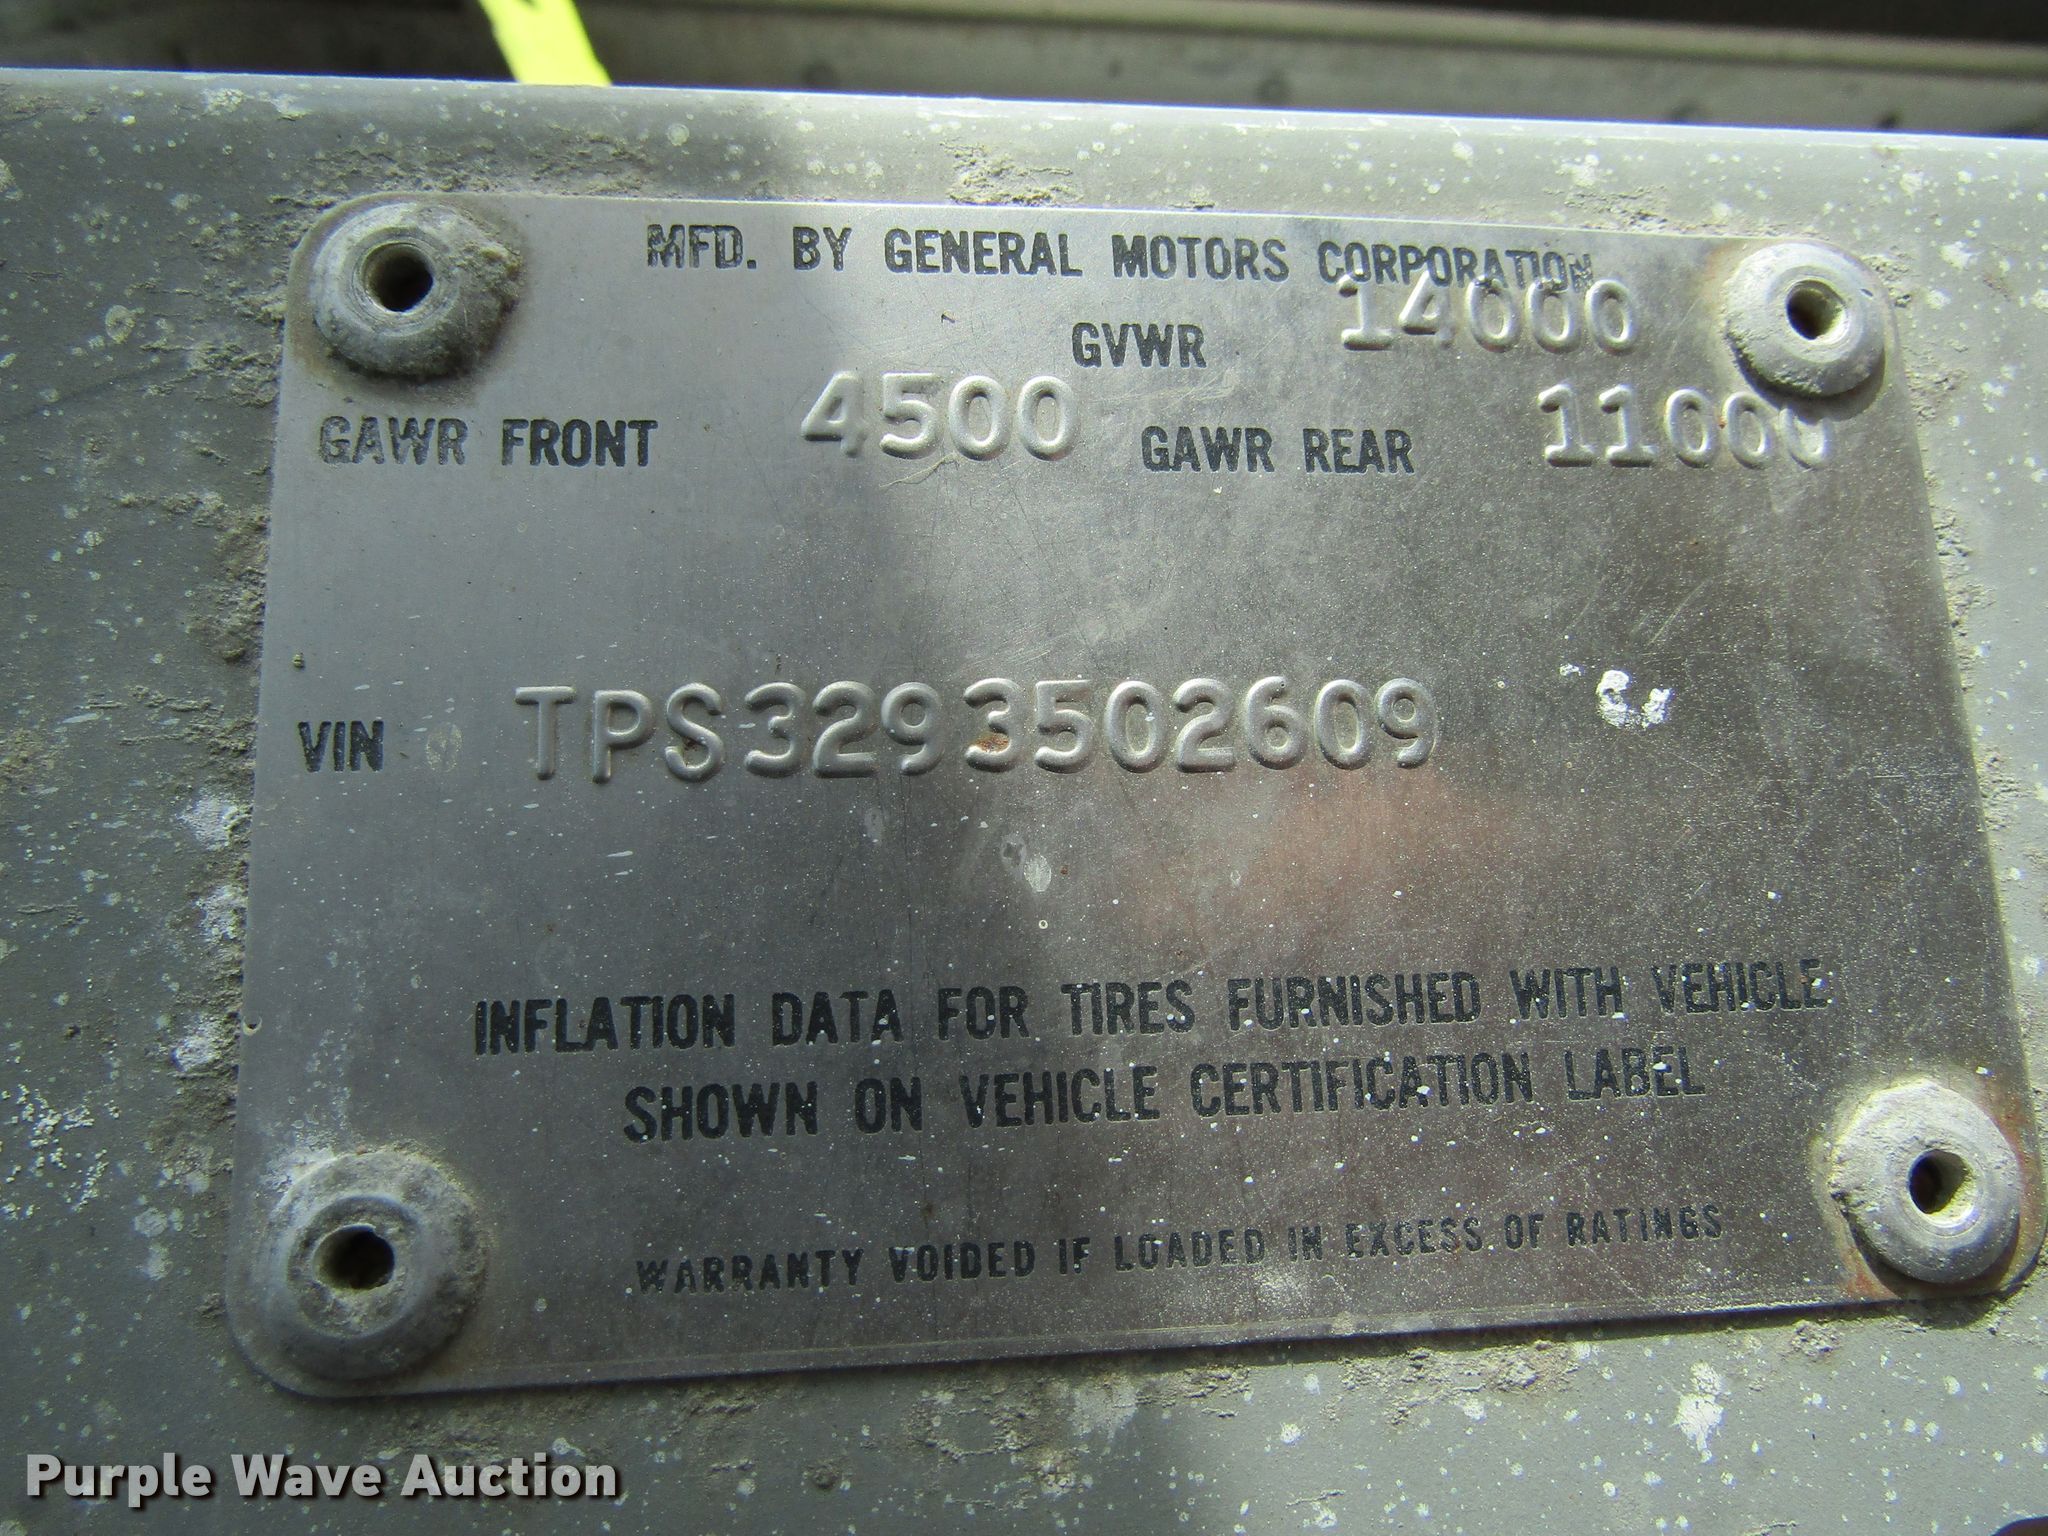 MFD. BY GENERAL MOTORS CORPORATION
GVWR 14000
GAWR FRONT 4500 GAWR REAR 11000
VIN TPS3293502609
INFLATION DATA FOR TIRES FURNISHED WITH VEHICLE
SHOWN ON VEHICLE CERTIFICATION LABEL
WARRANTY VOIDED IF LOADED IN EXCESS OF RATINGS
Purple Wave Auction